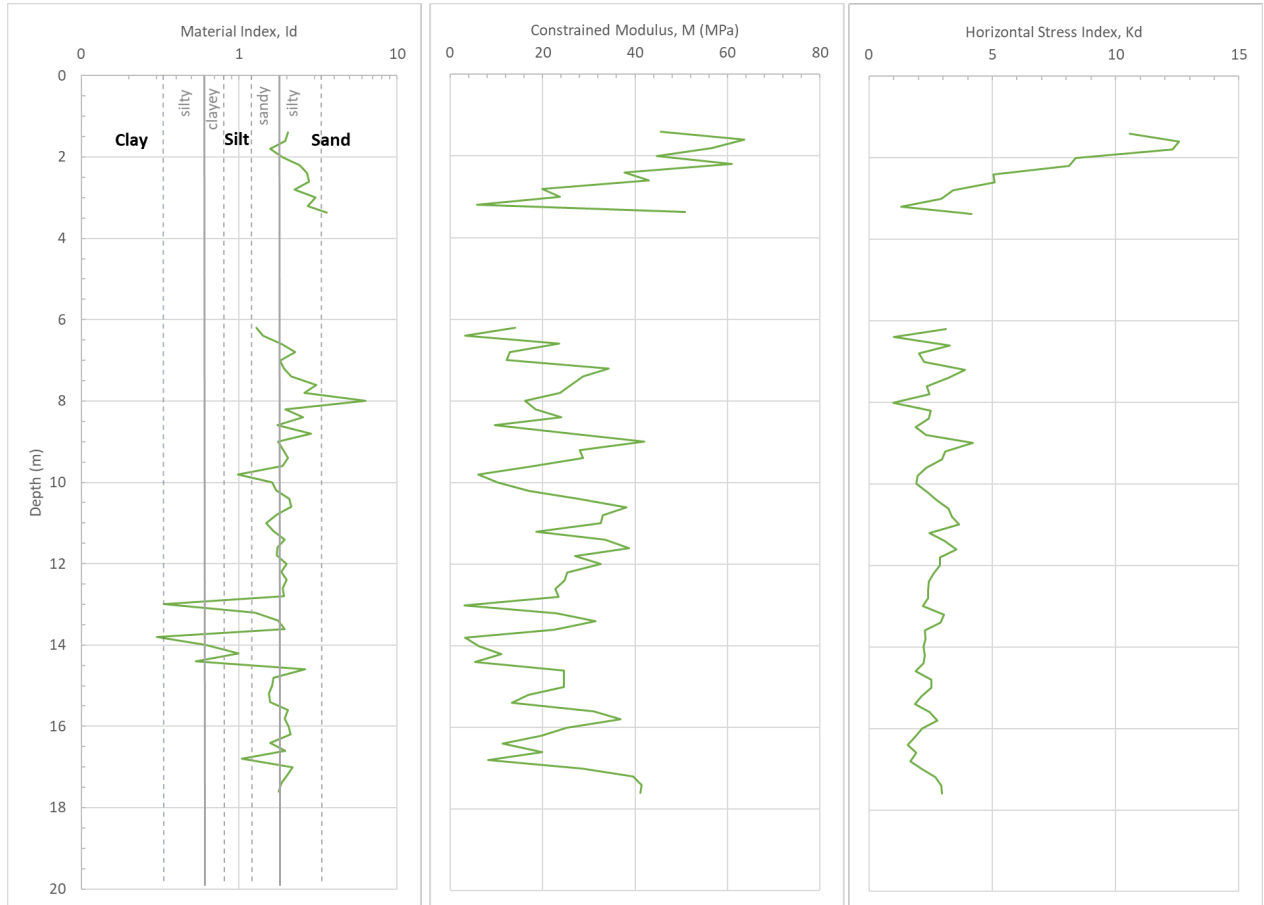 Material Index, Id
0 1 10
Constrained Modulus, M (MPa)
0 20 40 60 80
Horizontal Stress Index, Kd
0 5 10 15
silty
clayey
sandy
silty
Clay Silt Sand
Depth (m)
0
2
4
6
8
10
12
14
16
18
20